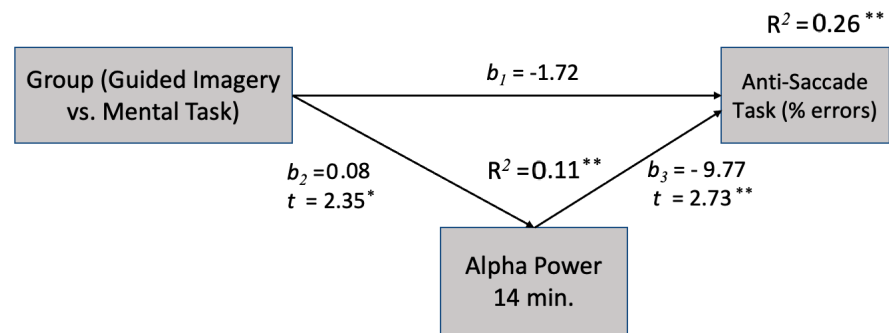 R² = 0.26 **
Group (Guided Imagery
vs. Mental Task)
b₁ = -1.72
Anti-Saccade
Task (% errors)
b₂ =0.08
t = 2.35*
R² =0.11**
b₃ = - 9.77
t = 2.73**
Alpha Power
14 min.